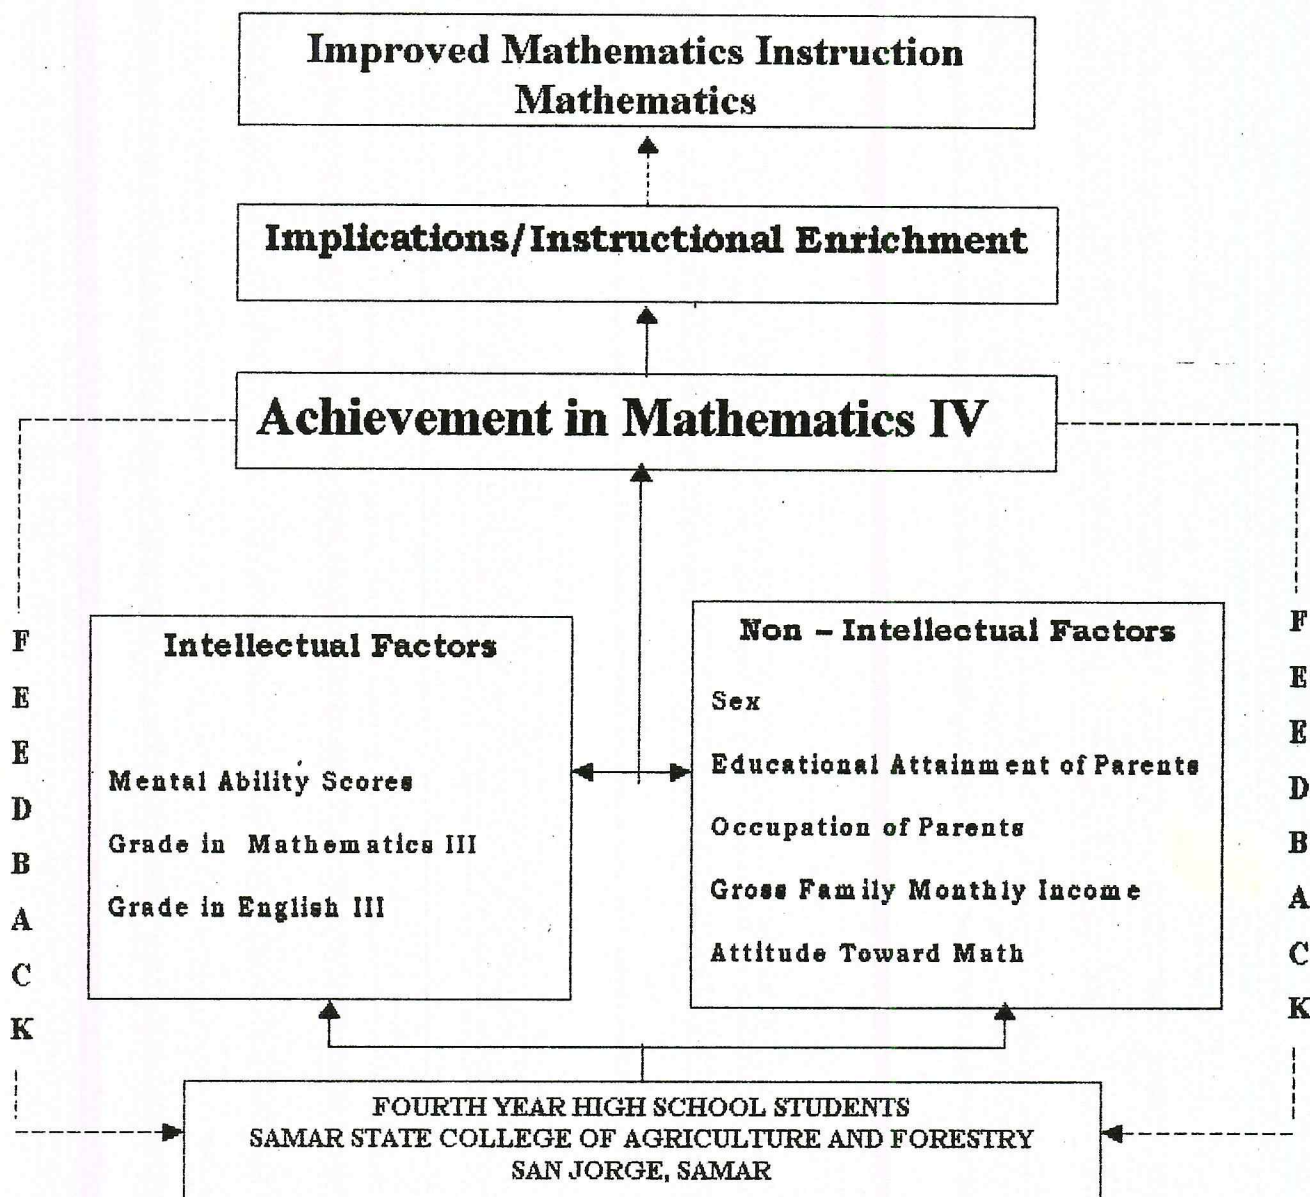 Improved Mathematics Instruction
Mathematics
Implications/Instructional Enrichment
Achievement in Mathematics IV
F
E
E
D
B
A
C
K
Intellectual Factors
Mental Ability Scores
Grade in Mathematics III
Grade in English III
Non – Intellectual Factors
Sex
Educational Attainment of Parents
Occupation of Parents
Gross Family Monthly Income
Attitude Toward Math
F
E
E
D
B
A
C
K
FOURTH YEAR HIGH SCHOOL STUDENTS
SAMAR STATE COLLEGE OF AGRICULTURE AND FORESTRY
SAN JORGE, SAMAR